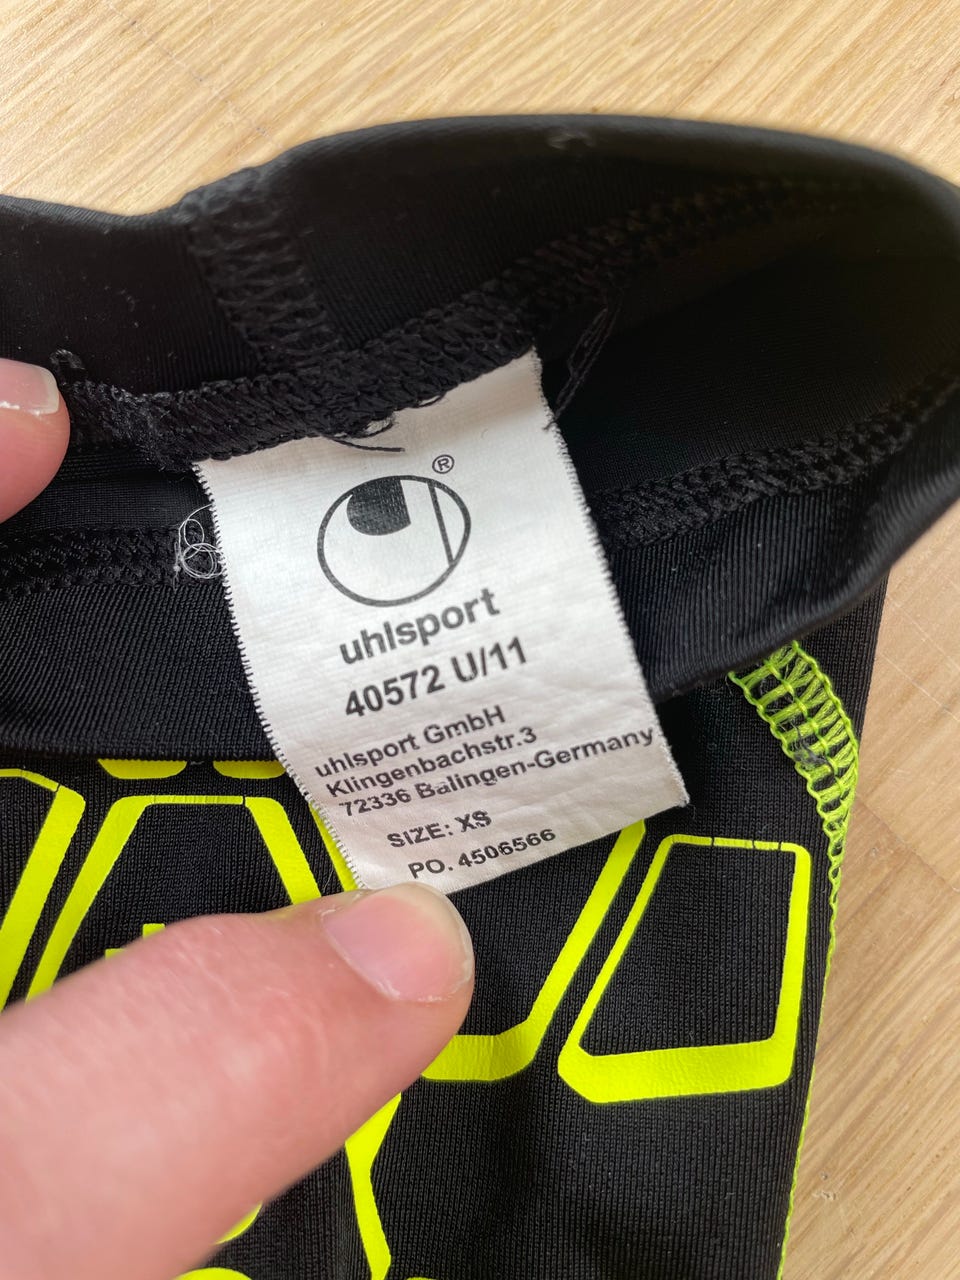 ®
uhlsport
40572 U/11
uhlsport GmbH
Klingenbachstr.3
72336 Balingen-Germany
SIZE: XS
PO. 4506566